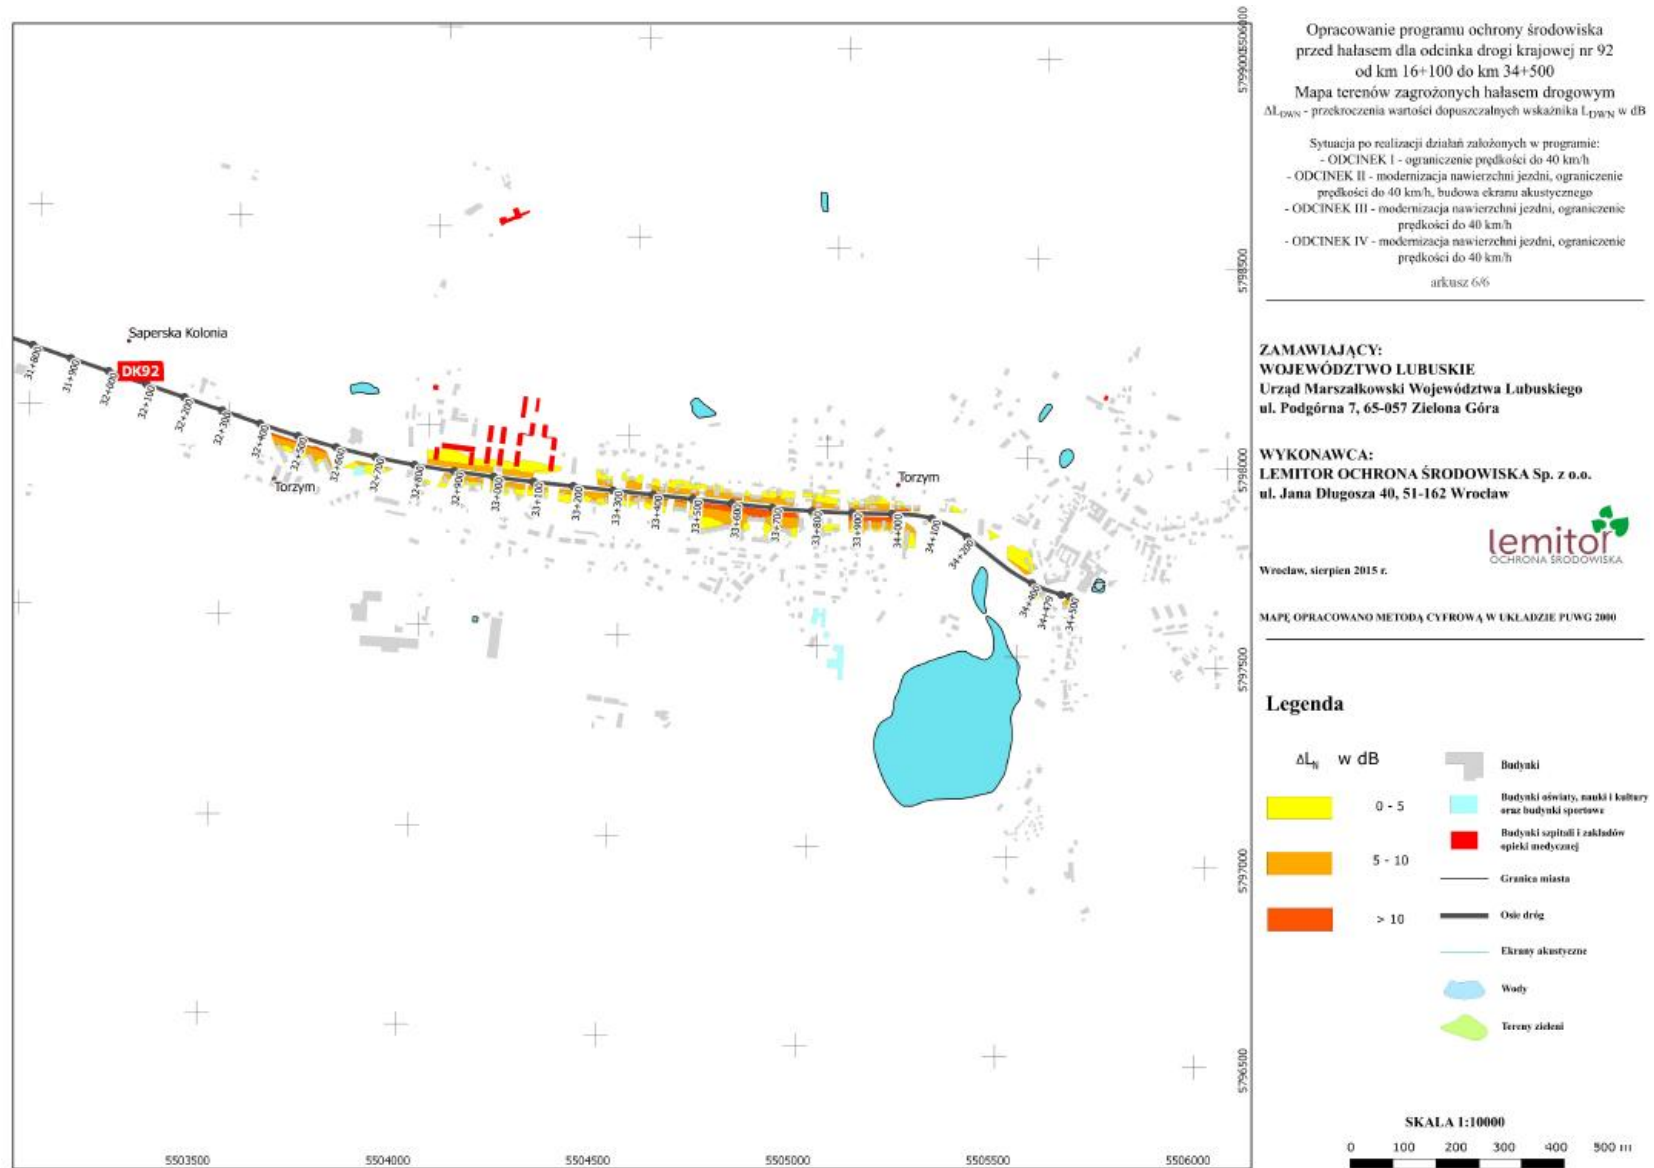 Opracowanie programu ochrony środowiska
przed hałasem dla odcinka drogi krajowej nr 92
od km 16+100 do km 34+500
Mapa terenów zagrożonych hałasem drogowym
ΔL_DWN - przekroczenia wartości dopuszczalnych wskaźnika L_DWN w dB
Sytuacja po realizacji działań założonych w programie:
- ODCINEK I - ograniczenie prędkości do 40 km/h
- ODCINEK II - modernizacja nawierzchni jezdni, ograniczenie
prędkości do 40 km/h, budowa ekranu akustycznego
- ODCINEK III - modernizacja nawierzchni jezdni, ograniczenie
prędkości do 40 km/h
- ODCINEK IV - modernizacja nawierzchni jezdni, ograniczenie
prędkości do 40 km/h
arkusz 6/6
ZAMAWIAJĄCY:
WOJEWÓDZTWO LUBUSKIE
Urząd Marszałkowski Województwa Lubuskiego
ul. Podgórna 7, 65-057 Zielona Góra
WYKONAWCA:
LEMITOR OCHRONA ŚRODOWISKA Sp. z o.o.
ul. Jana Długosza 40, 51-162 Wrocław
lemitor
OCHRONA ŚRODOWISKA
Wrocław, sierpien 2015 r.
MAPĘ OPRACOWANO METODĄ CYFROWĄ W UKŁADZIE PUWG 2000
Legenda
ΔL_N w dB
0 - 5
5 - 10
> 10
Budynki
Budynki oświaty, nauki i kultury
oraz budynki sportowe
Budynki szpitali i zakładów
opieki medycznej
Granica miasta
Osie dróg
Ekrany akustyczne
Wody
Tereny zieleni
SKALA 1:10000
0 100 200 300 400 500 m
Saperska Kolonia
DK92
Torzym
Torzym
31+800
31+900
32+000
32+100
32+200
32+300
32+400
32+500
32+600
32+700
32+800
32+900
33+000
33+100
33+200
33+300
33+400
33+500
33+600
33+700
33+800
33+900
34+000
34+100
34+200
34+400
34+479
34+500
5506000
5799000
5798500
5798000
5797500
5797000
5796500
5503500
5504000
5504500
5505000
5505500
5506000